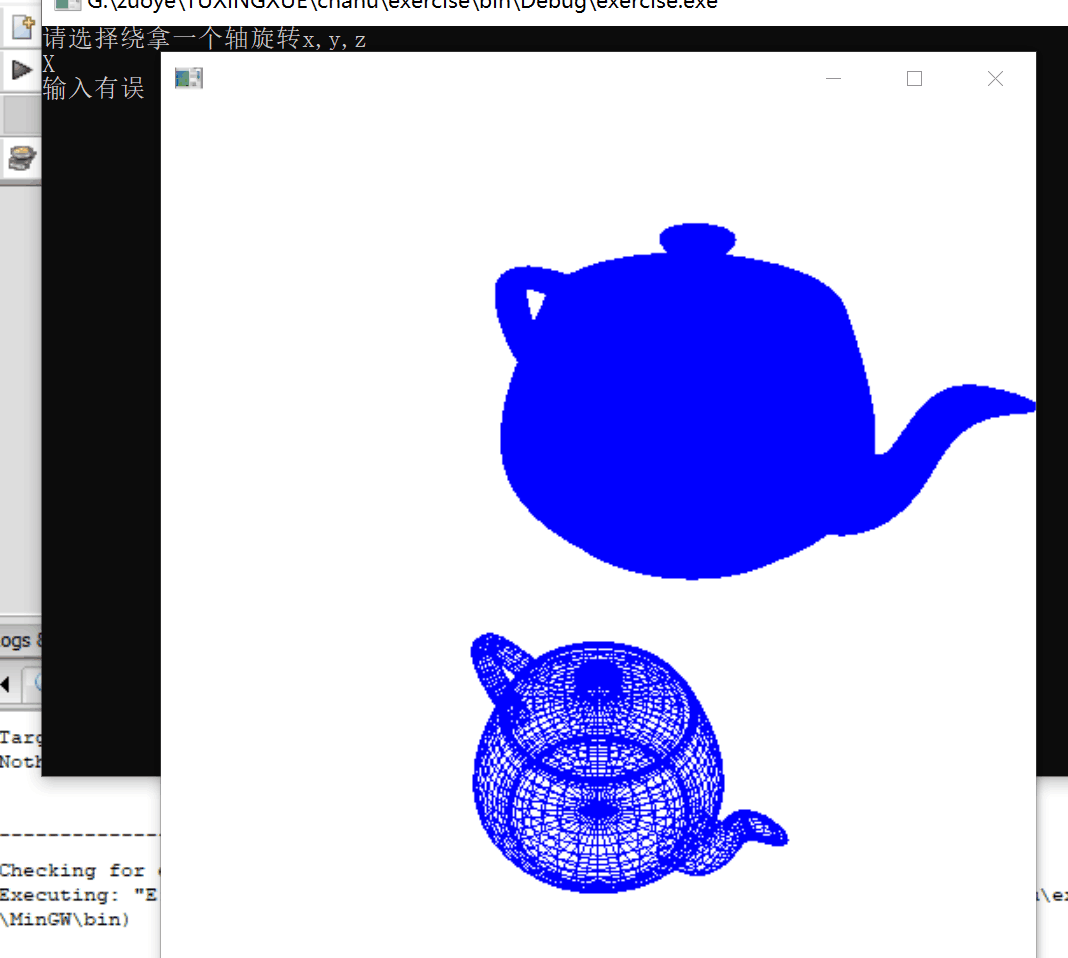 G:\zuoye\TUXINGXUE\chahu\exercise\bin\Debug\exercise.exe
请选择绕拿一个轴旋转x,y,z
X
输入有误
ogs &
Targ
Noth
--------------
Checking for
Executing: "E
\MinGW\bin)